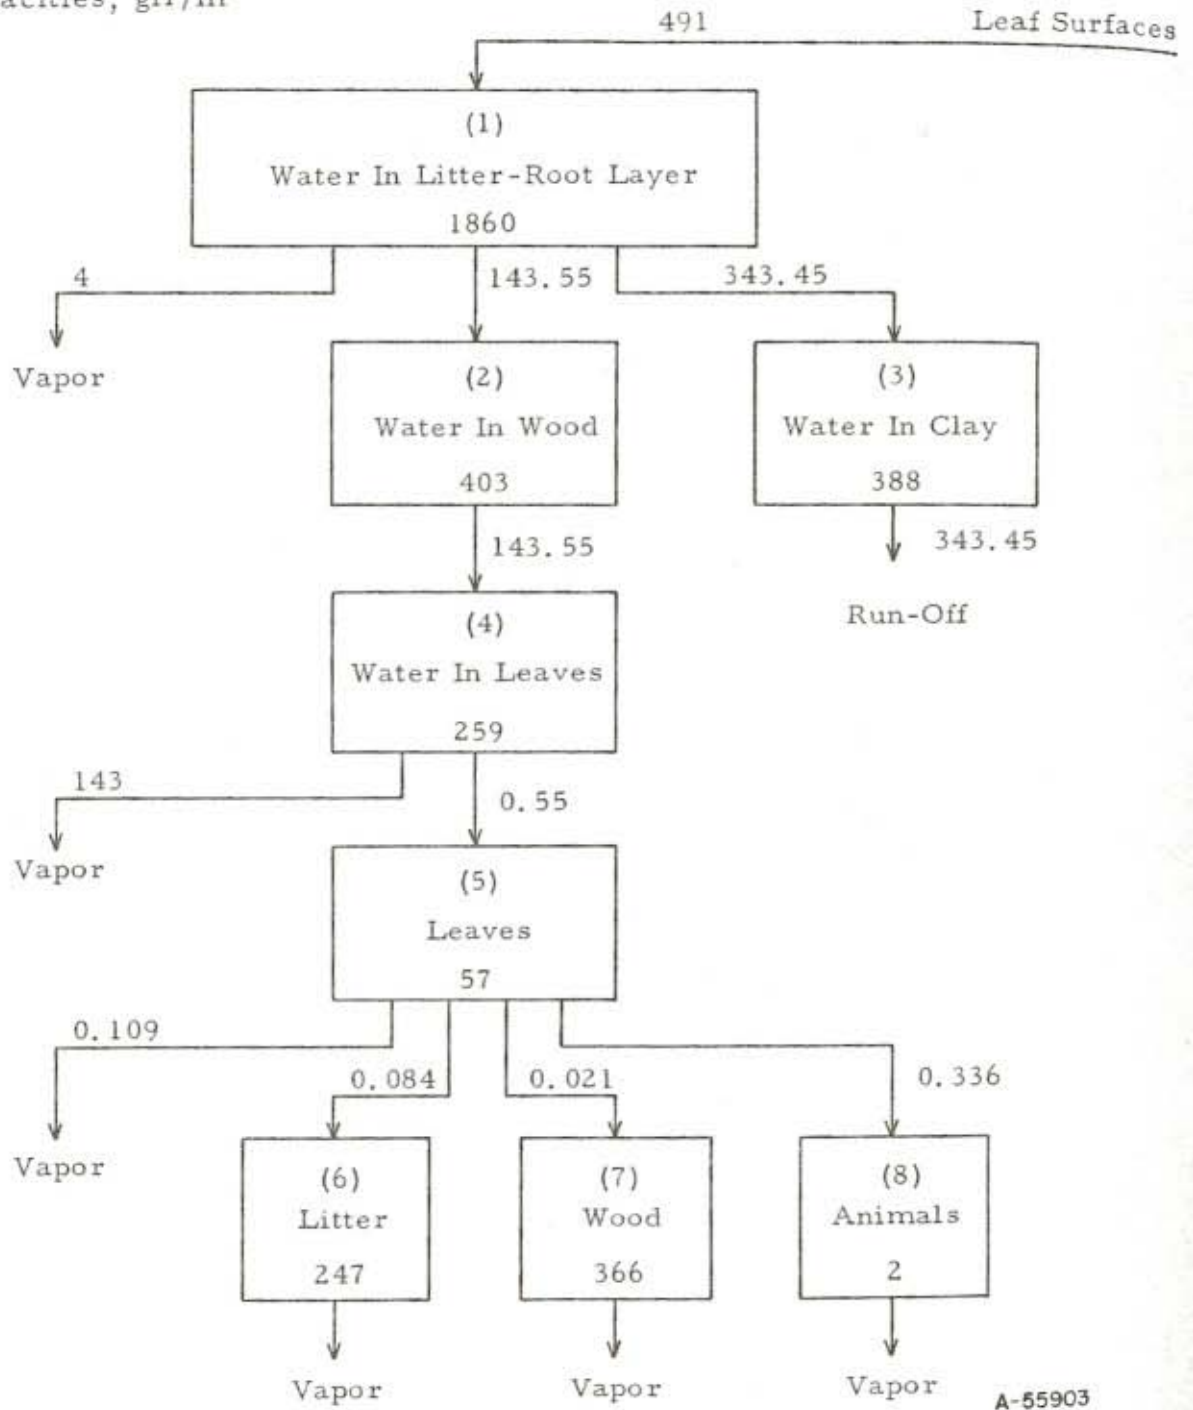 491
Leaf Surfaces
(1)
Water In Litter-Root Layer
1860
4
143.55
343.45
Vapor
(2)
Water In Wood
403
(3)
Water In Clay
388
143.55
343.45
Run-Off
(4)
Water In Leaves
259
143
0.55
Vapor
(5)
Leaves
57
0.109
0.084
0.021
0.336
Vapor
(6)
Litter
247
(7)
Wood
366
(8)
Animals
2
Vapor
Vapor
Vapor
A-55903